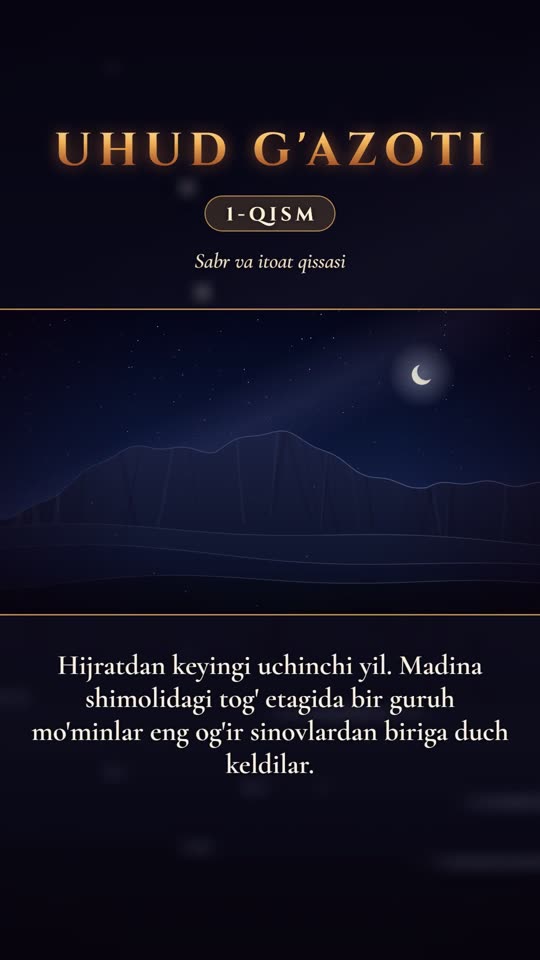 UHUD G'AZOTI
1-QISM
Sabr va itoat qissasi
Hijratdan keyingi uchinchi yil. Madina
shimolidagi tog' etagida bir guruh
mo'minlar eng og'ir sinovlardan biriga duch
keldilar.